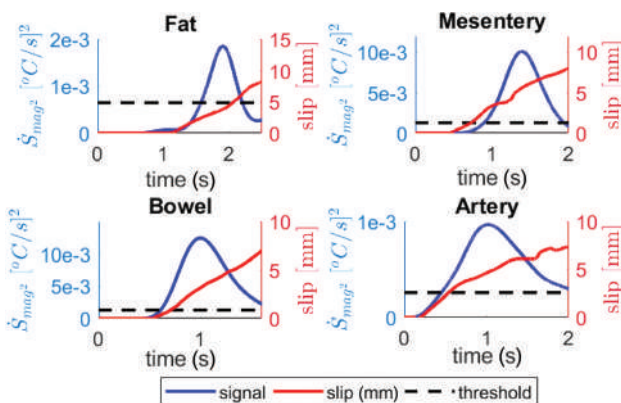 Fat
2e-3
1e-3
0
Ṡmag² [°C/s]²
15
10
5
0
slip [mm]
0
1
2
time (s)
Mesentery
10e-3
5e-3
0
Ṡmag² [°C/s]²
10
5
0
slip [mm]
0
1
2
time (s)
Bowel
10e-3
5e-3
0
Ṡmag² [°C/s]²
10
5
0
slip [mm]
0
1
time (s)
Artery
1e-3
0
Ṡmag² [°C/s]²
10
5
0
slip [mm]
0
1
2
time (s)
signal
slip (mm)
threshold